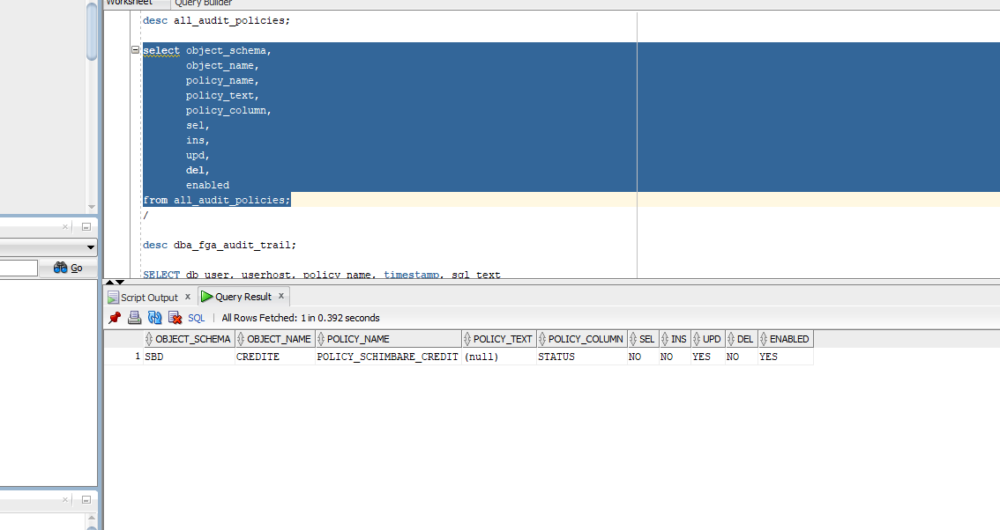 Worksheet Query Builder
desc all_audit_policies;
select object_schema,
object_name,
policy_name,
policy_text,
policy_column,
sel,
ins,
upd,
del,
enabled
from all_audit_policies;
/
desc dba_fga_audit_trail;
SELECT db_user, userhost, policy_name, timestamp, sql_text
Go
Script Output x Query Result x
SQL | All Rows Fetched: 1 in 0.392 seconds
OBJECT_SCHEMA OBJECT_NAME POLICY_NAME POLICY_TEXT POLICY_COLUMN SEL INS UPD DEL ENABLED
1 SBD CREDITE POLICY_SCHIMBARE_CREDIT (null) STATUS NO NO YES NO YES